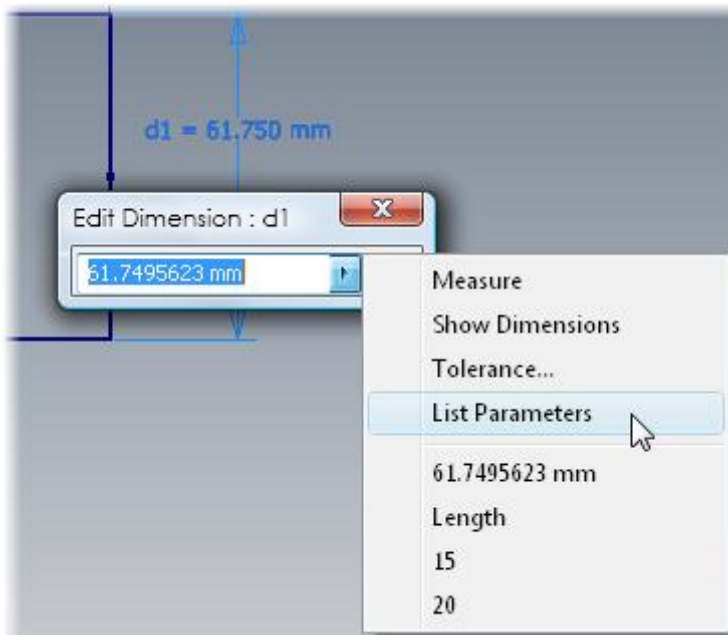 d1 = 61.750 mm
Edit Dimension : d1
61.7495623 mm
Measure
Show Dimensions
Tolerance...
List Parameters
61.7495623 mm
Length
15
20